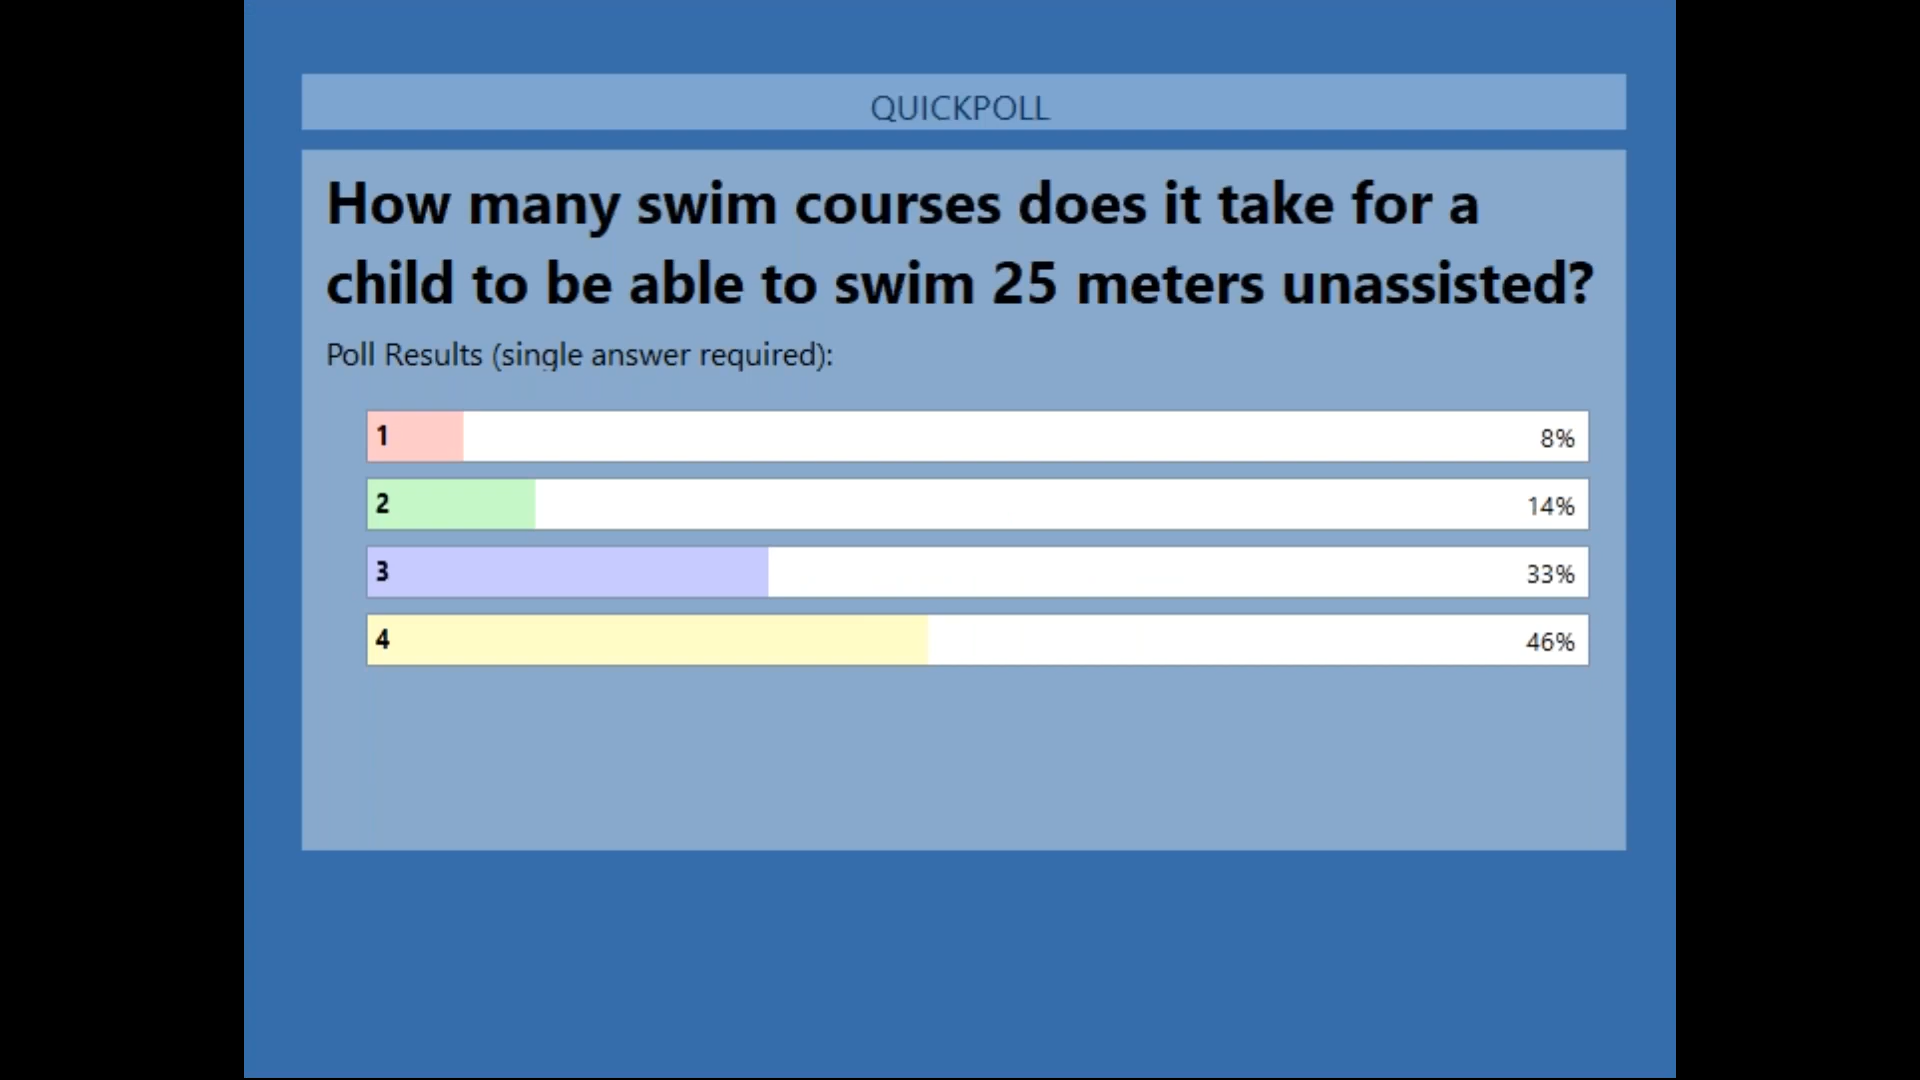 QUICKPOLL
How many swim courses does it take for a
child to be able to swim 25 meters unassisted?
Poll Results (single answer required):
1 8%
2 14%
3 33%
4 46%